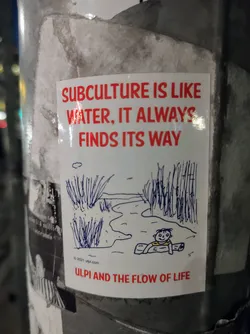 SUBCULTURE IS LIKE
WATER, IT ALWAYS
FINDS ITS WAY
ULPI AND THE FLOW OF LIFE